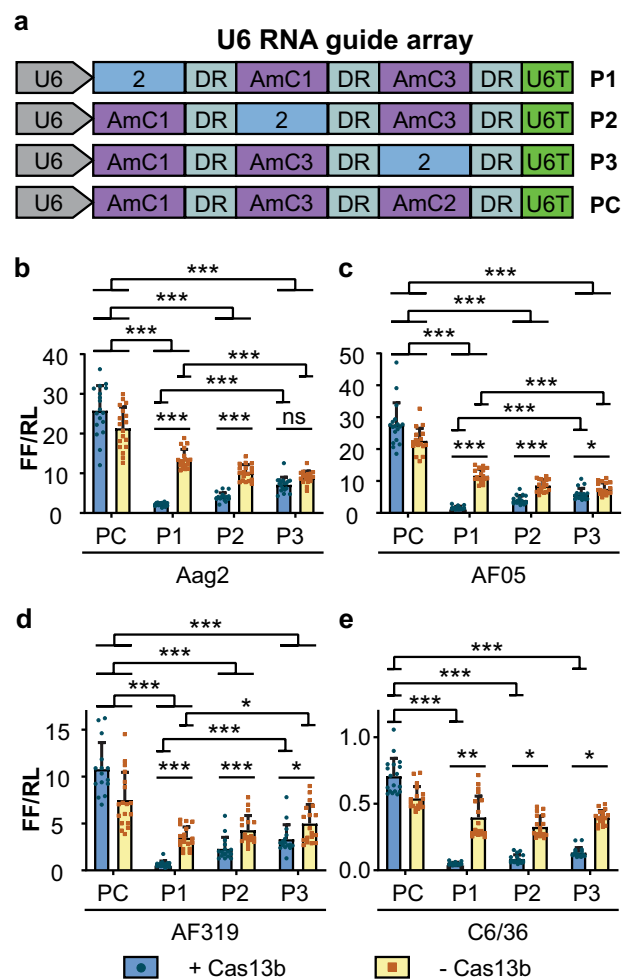 a
U6 RNA guide array
U6 2 DR AmC1 DR AmC3 DR U6T P1
U6 AmC1 DR 2 DR AmC3 DR U6T P2
U6 AmC1 DR AmC3 DR 2 DR U6T P3
U6 AmC1 DR AmC3 DR AmC2 DR U6T PC
b
***
***
***
***
***
*** *** ns
FF/RL
40
30
20
10
0
PC P1 P2 P3
Aag2
c
***
***
***
***
***
*** *** *
50
40
30
20
10
0
PC P1 P2 P3
AF05
d
***
***
***
*
***
*** *** *
FF/RL
15
10
5
0
PC P1 P2 P3
AF319
e
***
***
***
** * *
1.0
0.5
0.0
PC P1 P2 P3
C6/36
+ Cas13b - Cas13b